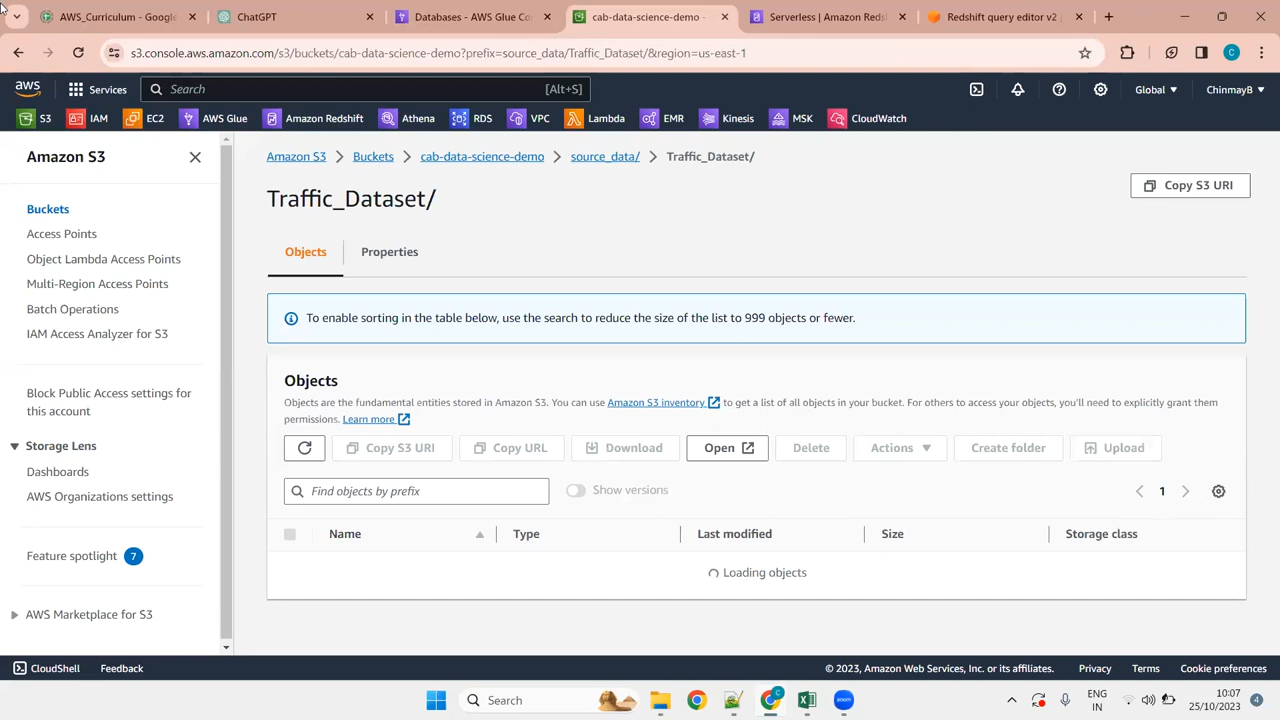 AWS_Curriculum - Google
ChatGPT
Databases - AWS Glue Co
cab-data-science-demo -
Serverless | Amazon Reds
Redshift query editor v2
s3.console.aws.amazon.com/s3/buckets/cab-data-science-demo?prefix=source_data/Traffic_Dataset/&region=us-east-1
C
aws
Services
Search
[Alt+S]
Global
ChinmayB
S3
IAM
EC2
AWS Glue
Amazon Redshift
Athena
RDS
VPC
Lambda
EMR
Kinesis
MSK
CloudWatch
Amazon S3
Buckets
Access Points
Object Lambda Access Points
Multi-Region Access Points
Batch Operations
IAM Access Analyzer for S3
Block Public Access settings for
this account
Storage Lens
Dashboards
AWS Organizations settings
Feature spotlight 7
AWS Marketplace for S3
Amazon S3 > Buckets > cab-data-science-demo > source_data/ > Traffic_Dataset/
Traffic_Dataset/
Copy S3 URI
Objects
Properties
To enable sorting in the table below, use the search to reduce the size of the list to 999 objects or fewer.
Objects
Objects are the fundamental entities stored in Amazon S3. You can use Amazon S3 inventory to get a list of all objects in your bucket. For others to access your objects, you'll need to explicitly grant them
permissions. Learn more
Copy S3 URI
Copy URL
Download
Open
Delete
Actions
Create folder
Upload
Find objects by prefix
Show versions
1
Name
Type
Last modified
Size
Storage class
Loading objects
CloudShell
Feedback
© 2023, Amazon Web Services, Inc. or its affiliates.
Privacy
Terms
Cookie preferences
Search
C
zoom
ENG
IN
10:07
25/10/2023
4